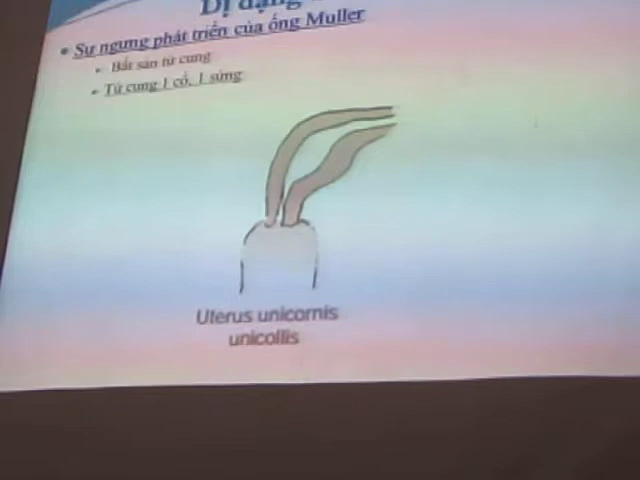 Dị dạng
Sự ngưng phát triển của ống Muller
Bất sản tử cung
Tử cung 1 cổ, 1 sừng
Uterus unicornis
unicollis